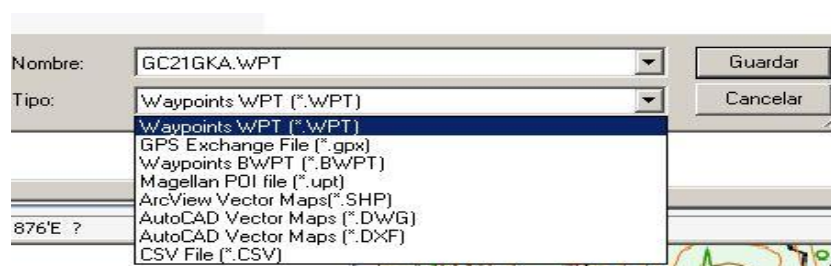 Nombre: GC21GKA.WPT Guardar
Tipo: Waypoints WPT (*.WPT) Cancelar
Waypoints WPT (*.WPT)
GPS Exchange File (*.gpx)
Waypoints BWPT (*.BWPT)
Magellan POI file (*.upt)
ArcView Vector Maps(*.SHP)
876'E ? AutoCAD Vector Maps (*.DWG)
AutoCAD Vector Maps (*.DXF)
CSV File (*.CSV)